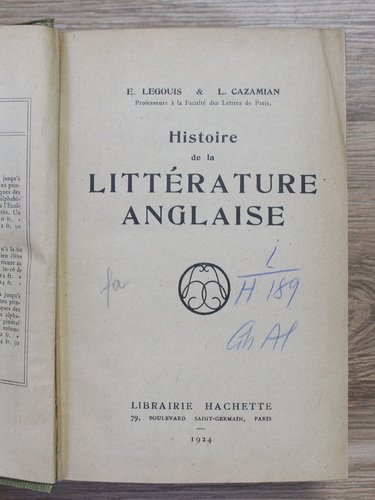 jusqu'à
E. LEGOUIS & L. CAZAMIAN
Professeurs à la Faculté des Lettres de Paris.
Histoire
de la
LITTÉRATURE
ANGLAISE
i
H 189
LIBRAIRIE HACHETTE
79, BOULEVARD SAINT-GERMAIN, PARIS
1924